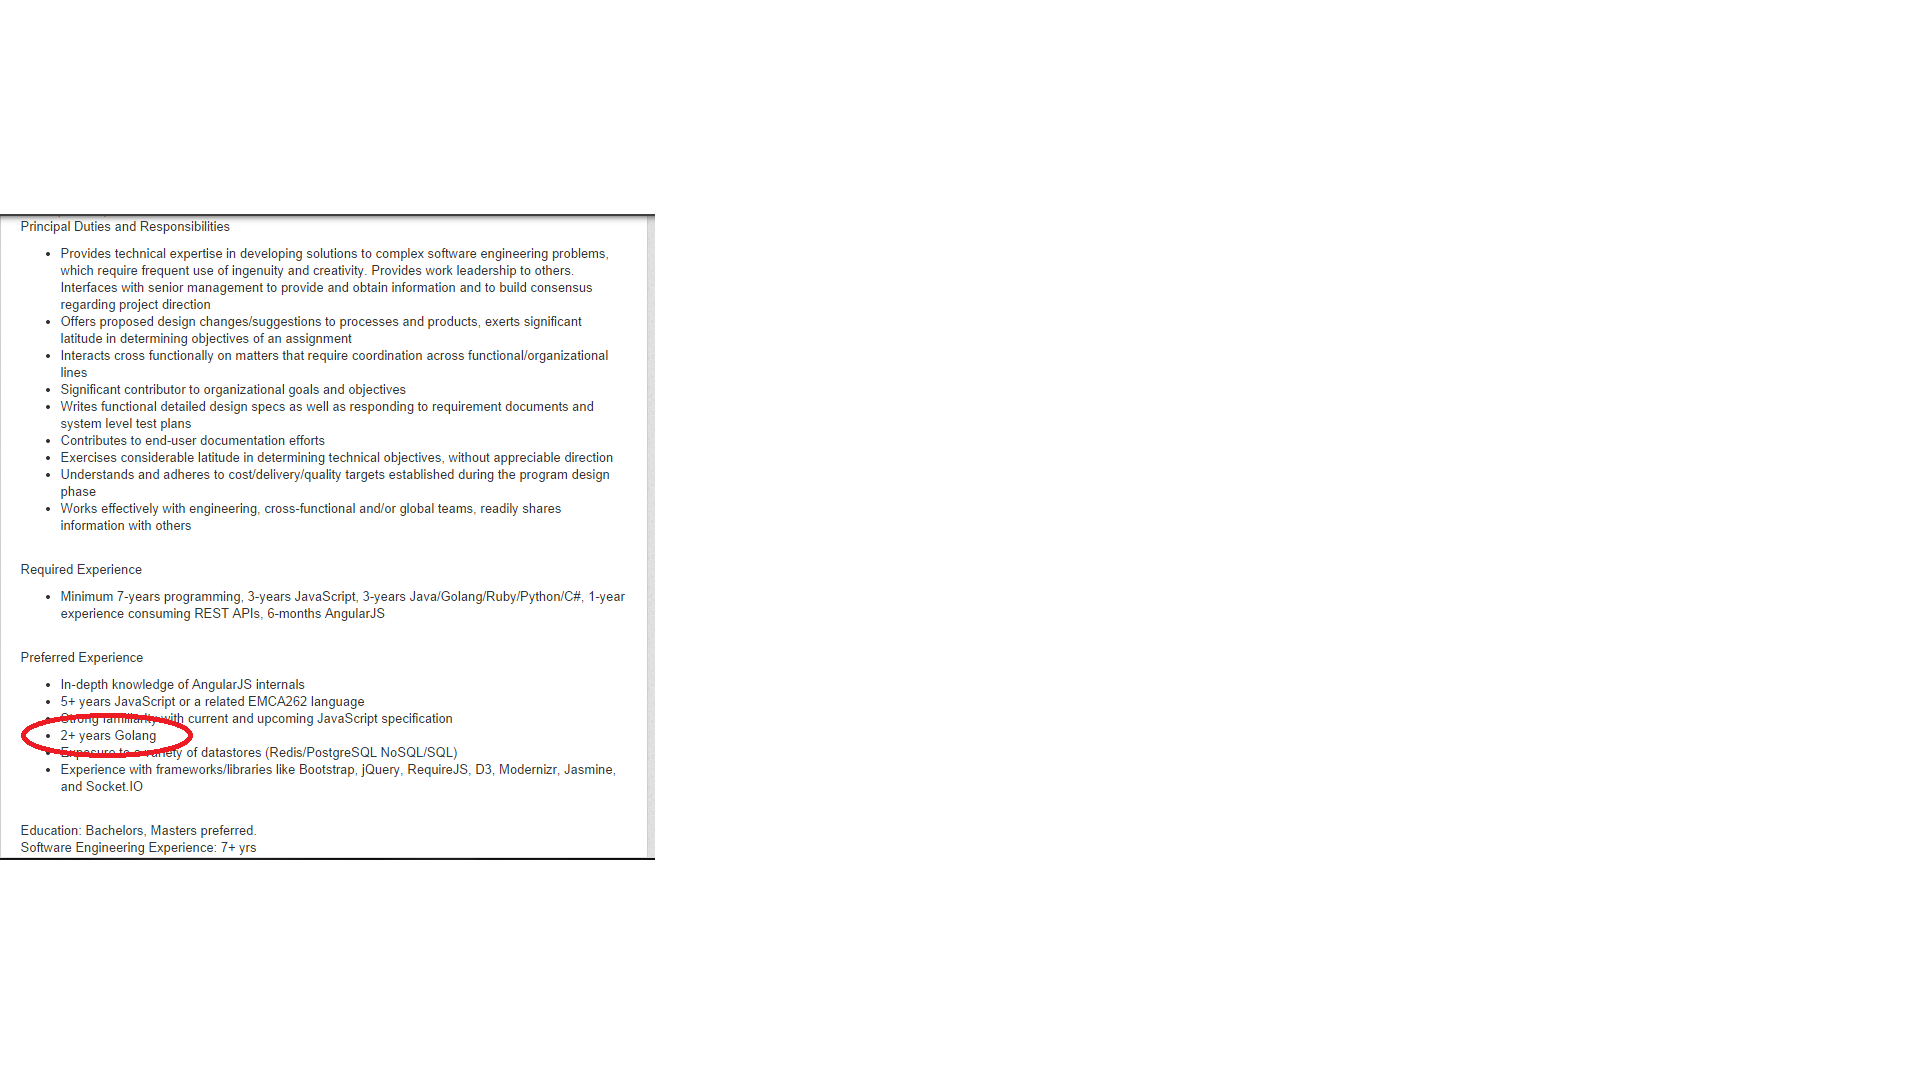 Principal Duties and Responsibilities
• Provides technical expertise in developing solutions to complex software engineering problems,
which require frequent use of ingenuity and creativity. Provides work leadership to others.
Interfaces with senior management to provide and obtain information and to build consensus
regarding project direction
• Offers proposed design changes/suggestions to processes and products, exerts significant
latitude in determining objectives of an assignment
• Interacts cross functionally on matters that require coordination across functional/organizational
lines
• Significant contributor to organizational goals and objectives
• Writes functional detailed design specs as well as responding to requirement documents and
system level test plans
• Contributes to end-user documentation efforts
• Exercises considerable latitude in determining technical objectives, without appreciable direction
• Understands and adheres to cost/delivery/quality targets established during the program design
phase
• Works effectively with engineering, cross-functional and/or global teams, readily shares
information with others
Required Experience
• Minimum 7-years programming, 3-years JavaScript, 3-years Java/Golang/Ruby/Python/C#, 1-year
experience consuming REST APIs, 6-months AngularJS
Preferred Experience
• In-depth knowledge of AngularJS internals
• 5+ years JavaScript or a related EMCA262 language
• Strong familiarity with current and upcoming JavaScript specification
• 2+ years Golang
• Exposure to a variety of datastores (Redis/PostgreSQL NoSQL/SQL)
• Experience with frameworks/libraries like Bootstrap, jQuery, RequireJS, D3, Modernizr, Jasmine,
and Socket.IO
Education: Bachelors, Masters preferred.
Software Engineering Experience: 7+ yrs